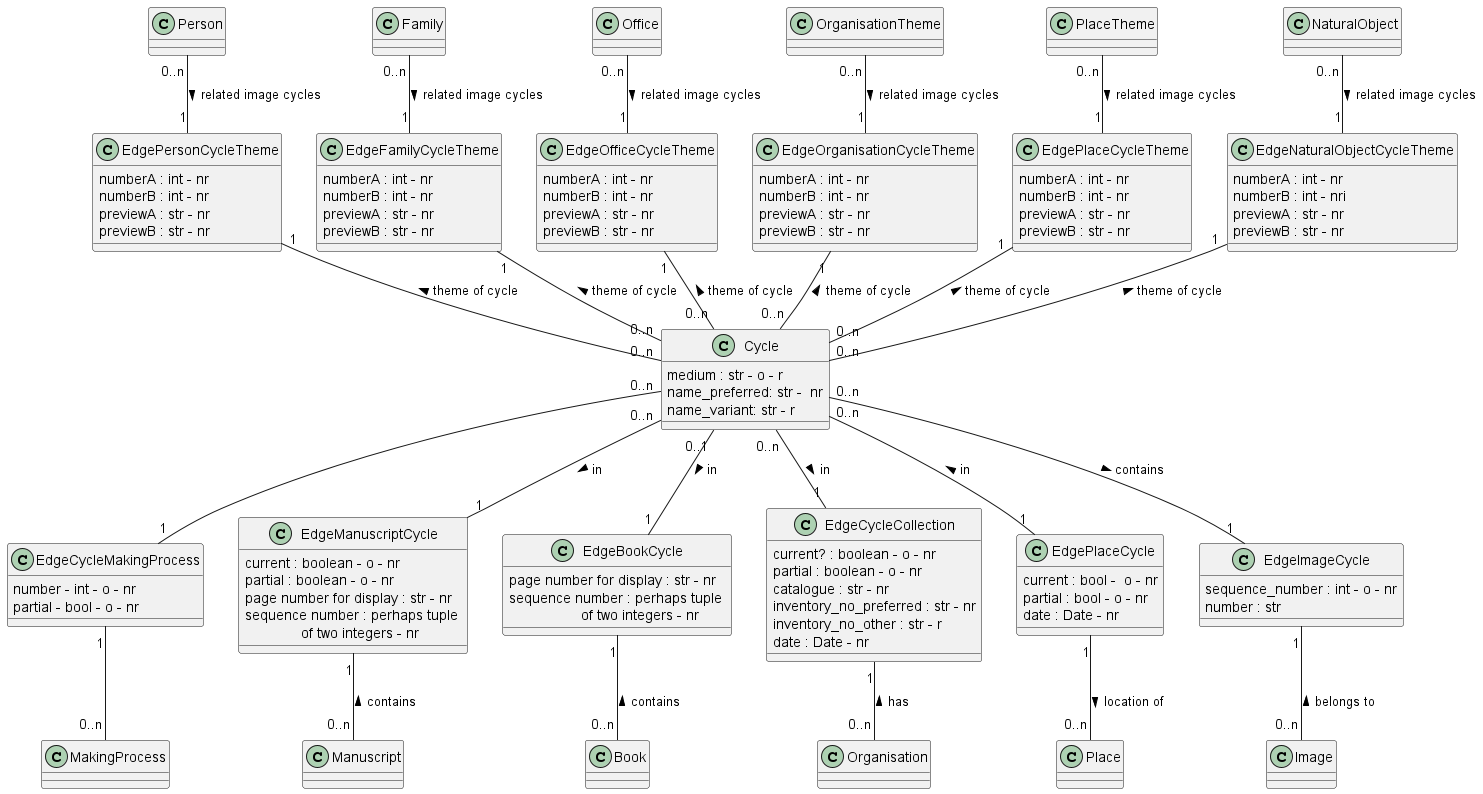 C Person
C Family
C Office
C OrganisationTheme
C PlaceTheme
C NaturalObject
0..n
0..n
0..n
0..n
0..n
0..n
related image cycles
related image cycles
related image cycles
related image cycles
related image cycles
related image cycles
1
1
1
1
1
1
C EdgePersonCycleTheme
numberA : int - nr
numberB : int - nr
previewA : str - nr
previewB : str - nr
C EdgeFamilyCycleTheme
numberA : int - nr
numberB : int - nr
previewA : str - nr
previewB : str - nr
C EdgeOfficeCycleTheme
numberA : int - nr
numberB : int - nr
previewA : str - nr
previewB : str - nr
C EdgeOrganisationCycleTheme
numberA : int - nr
numberB : int - nr
previewA : str - nr
previewB : str - nr
C EdgePlaceCycleTheme
numberA : int - nr
numberB : int - nr
previewA : str - nr
previewB : str - nr
C EdgeNaturalObjectCycleTheme
numberA : int - nr
numberB : int - nri
previewA : str - nr
previewB : str - nr
1
1
1
1
1
1
theme of cycle
theme of cycle
theme of cycle
theme of cycle
theme of cycle
theme of cycle
0..n
0..n
0..n
0..n
0..n
0..n
C Cycle
medium : str - o - r
name_preferred: str -  nr
name_variant: str - r
0..n
0..n
0..1
0..n
0..n
0..n
in
in
in
in
contains
1
1
1
1
1
1
C EdgeCycleMakingProcess
number - int - o - nr
partial - bool - o - nr
C EdgeManuscriptCycle
current : boolean - o - nr
partial : boolean - o - nr
page number for display : str - nr
sequence number : perhaps tuple
of two integers - nr
C EdgeBookCycle
page number for display : str - nr
sequence number : perhaps tuple
of two integers - nr
C EdgeCycleCollection
current? : boolean - o - nr
partial : boolean - o - nr
catalogue : str - nr
inventory_no_preferred : str - nr
inventory_no_other : str - r
date : Date - nr
C EdgePlaceCycle
current : bool -  o - nr
partial : bool - o - nr
date : Date - nr
C EdgeImageCycle
sequence_number : int - o - nr
number : str
1
1
1
1
1
1
contains
contains
has
location of
belongs to
0..n
0..n
0..n
0..n
0..n
0..n
C MakingProcess
C Manuscript
C Book
C Organisation
C Place
C Image